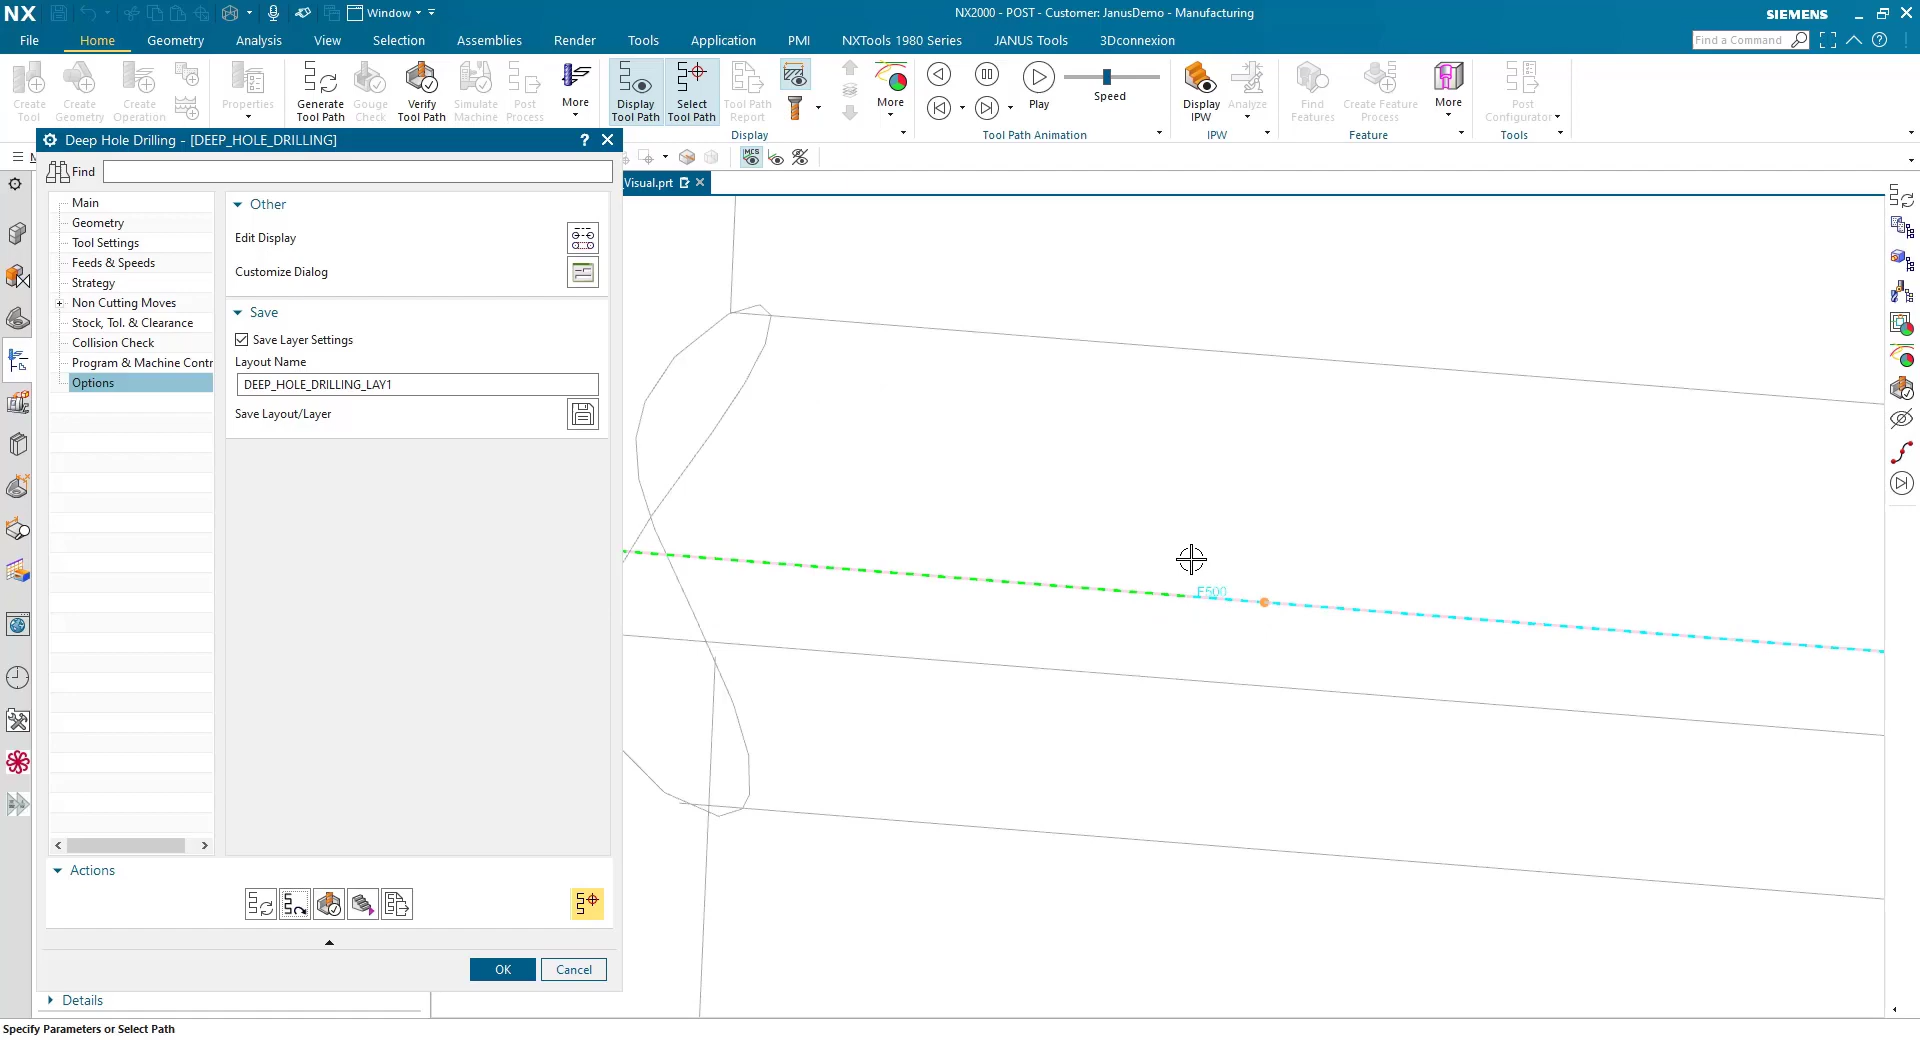 NX
Window
NX2000 - POST - Customer: JanusDemo - Manufacturing
SIEMENS
File
Home
Geometry
Analysis
View
Selection
Assemblies
Render
Tools
Application
PMI
NXTools 1980 Series
JANUS Tools
3Dconnexion
Find a Command
Create Tool
Create Geometry
Create Operation
Properties
Generate Tool Path
Gouge Check
Verify Tool Path
Simulate Machine
Post Process
More
Display Tool Path
Select Tool Path
Tool Path Report
More
Play
Speed
Display IPW
Analyze
Find Features
Create Feature Process
More
Post Configurator
Display
Tool Path Animation
IPW
Feature
Tools
Deep Hole Drilling - [DEEP_HOLE_DRILLING]
? 
MCS
Find
Visual.prt
Main
Geometry
Tool Settings
Feeds & Speeds
Strategy
Non Cutting Moves
Stock, Tol. & Clearance
Collision Check
Program & Machine Contr
Options
Other
Edit Display
Customize Dialog
Save
Save Layer Settings
Layout Name
DEEP_HOLE_DRILLING_LAY1
Save Layout/Layer
F500
Actions
OK
Cancel
Details
Specify Parameters or Select Path